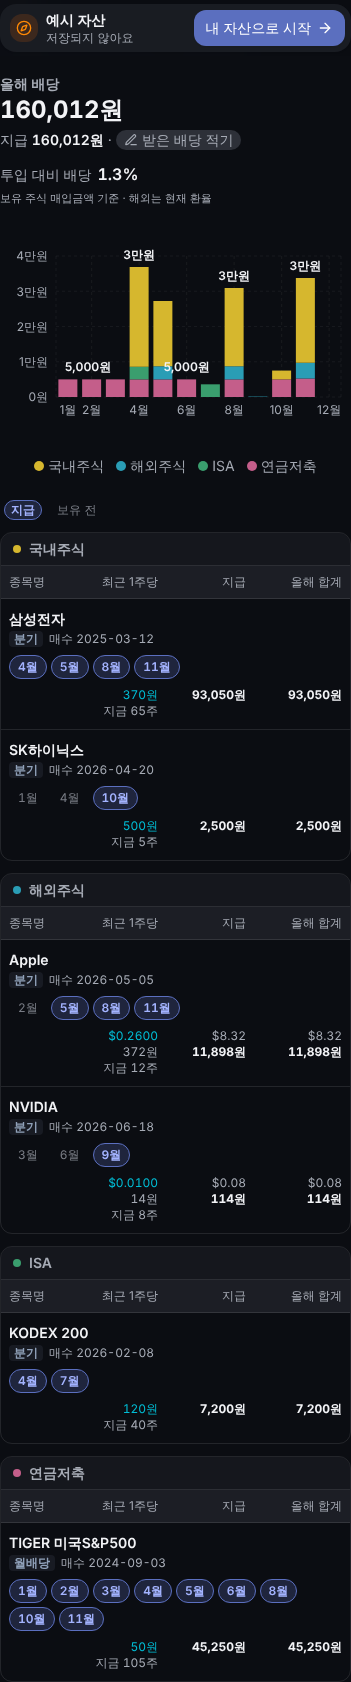 예시 자산
저장되지 않아요
내 자산으로 시작 →
올해 배당
160,012원
지급 160,012원 · 받은 배당 적기
투입 대비 배당 1.3%
보유 주식 매입금액 기준 · 해외는 현재 환율
4만원
3만원
2만원
1만원
0원
5,000원
3만원
5,000원
3만원
3만원
1월 2월 4월 6월 8월 10월 12월
국내주식 해외주식 ISA 연금저축
지급 보유 전
국내주식
종목명 최근 1주당 지급 올해 합계
삼성전자
분기 매수 2025-03-12
4월 5월 8월 11월
370원 93,050원 93,050원
지금 65주
SK하이닉스
분기 매수 2026-04-20
1월 4월 10월
500원 2,500원 2,500원
지금 5주
해외주식
종목명 최근 1주당 지급 올해 합계
Apple
분기 매수 2026-05-05
2월 5월 8월 11월
$0.2600 $8.32 $8.32
372원 11,898원 11,898원
지금 12주
NVIDIA
분기 매수 2026-06-18
3월 6월 9월
$0.0100 $0.08 $0.08
14원 114원 114원
지금 8주
ISA
종목명 최근 1주당 지급 올해 합계
KODEX 200
분기 매수 2026-02-08
4월 7월
120원 7,200원 7,200원
지금 40주
연금저축
종목명 최근 1주당 지급 올해 합계
TIGER 미국S&P500
월배당 매수 2024-09-03
1월 2월 3월 4월 5월 6월 8월
10월 11월
50원 45,250원 45,250원
지금 105주